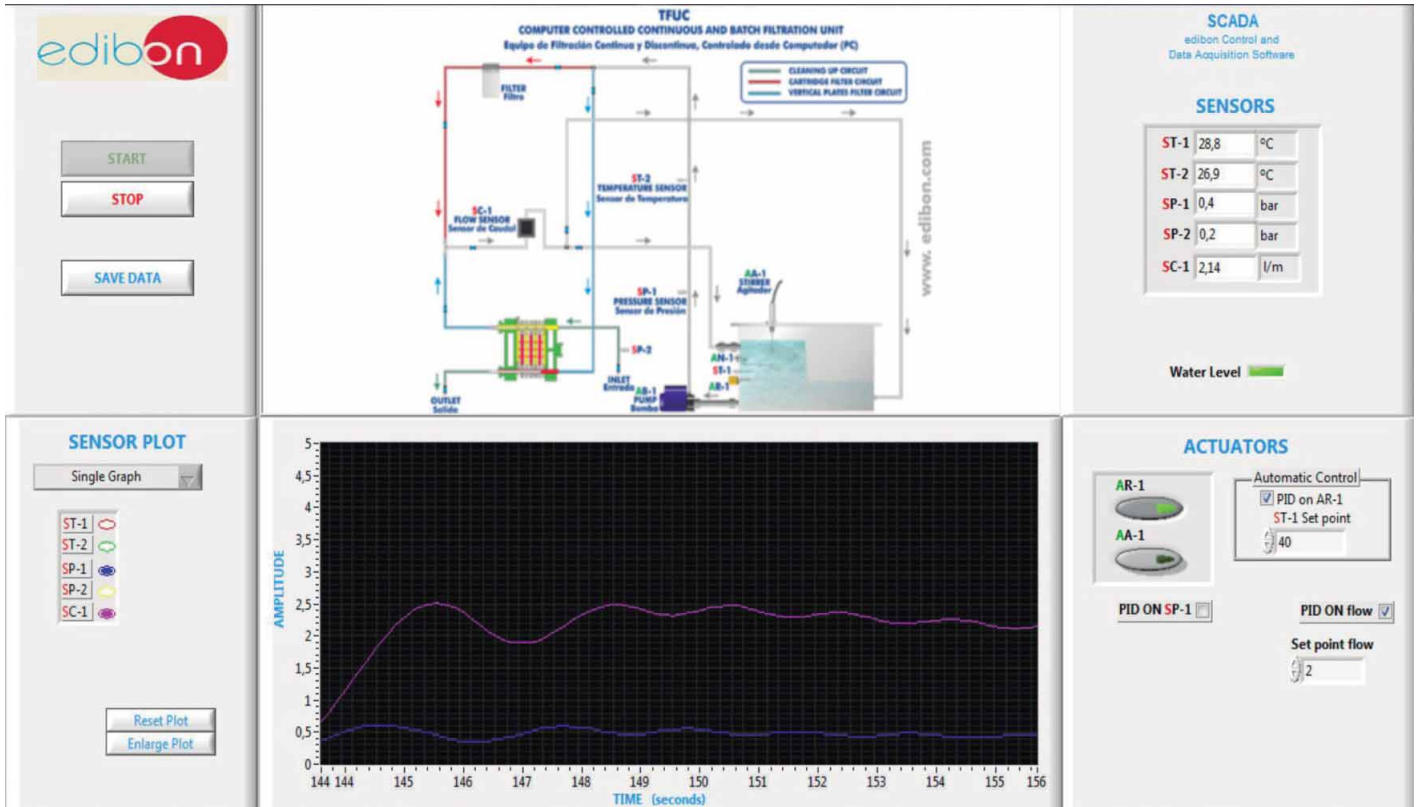 edibon
START
STOP
SAVE DATA
TFUC
COMPUTER CONTROLLED CONTINUOUS AND BATCH FILTRATION UNIT
Equipo de Filtración Continua y Discontinua, Controlado desde Computador (PC)
CLEANING UP CIRCUIT
CARTRIDGE FILTER CIRCUIT
VERTICAL PLATES FILTER CIRCUIT
FILTER
Filtro
ST-2
TEMPERATURE SENSOR
Sensor de Temperatura
SC-1
FLOW SENSOR
Sensor de Caudal
www. edibon.com
AA-1
STIRRER
Agitador
SP-1
PRESSURE SENSOR
Sensor de Presión
SP-2
AN-1
ST-1
AR-1
INLET
Entrada
AB-1
PUMP
Bomba
OUTLET
Salida
SCADA
edibon Control and
Data Acquisition Software
SENSORS
ST-1 28,8 ºC
ST-2 26,9 ºC
SP-1 0,4 bar
SP-2 0,2 bar
SC-1 2,14 l/m
Water Level
SENSOR PLOT
Single Graph
ST-1
ST-2
SP-1
SP-2
SC-1
Reset Plot
Enlarge Plot
AMPLITUDE
5
4,5
4
3,5
3
2,5
2
1,5
1
0,5
0
144 144 145 146 147 148 149 150 151 152 153 154 155 156
TIME (seconds)
ACTUATORS
AR-1
AA-1
Automatic Control
PID on AR-1
ST-1 Set point
40
PID ON SP-1
PID ON flow
Set point flow
2